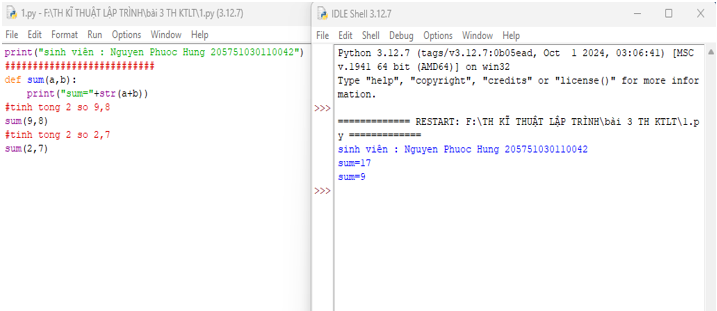 1.py - F:\TH KĨ THUẬT LẬP TRÌNH\bài 3 TH KTLT\1.py (3.12.7)
File Edit Format Run Options Window Help
print("sinh viên : Nguyen Phuoc Hung 205751030110042")
###########################
def sum(a,b):
    print("sum="+str(a+b))
#tinh tong 2 so 9,8
sum(9,8)
#tinh tong 2 so 2,7
sum(2,7)
IDLE Shell 3.12.7
File Edit Shell Debug Options Window Help
Python 3.12.7 (tags/v3.12.7:0b05ead, Oct  1 2024, 03:06:41) [MSC
v.1941 64 bit (AMD64)] on win32
Type "help", "copyright", "credits" or "license()" for more infor
mation.
>>>
============= RESTART: F:\TH KĨ THUẬT LẬP TRÌNH\bài 3 TH KTLT\1.p
y =============
sinh viên : Nguyen Phuoc Hung 205751030110042
sum=17
sum=9
>>>